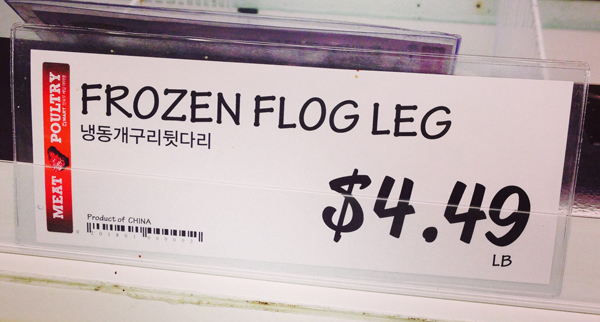 MEAT POULTRY
FROZEN FLOG LEG
냉동개구리뒷다리
$4.49
LB
Product of CHINA